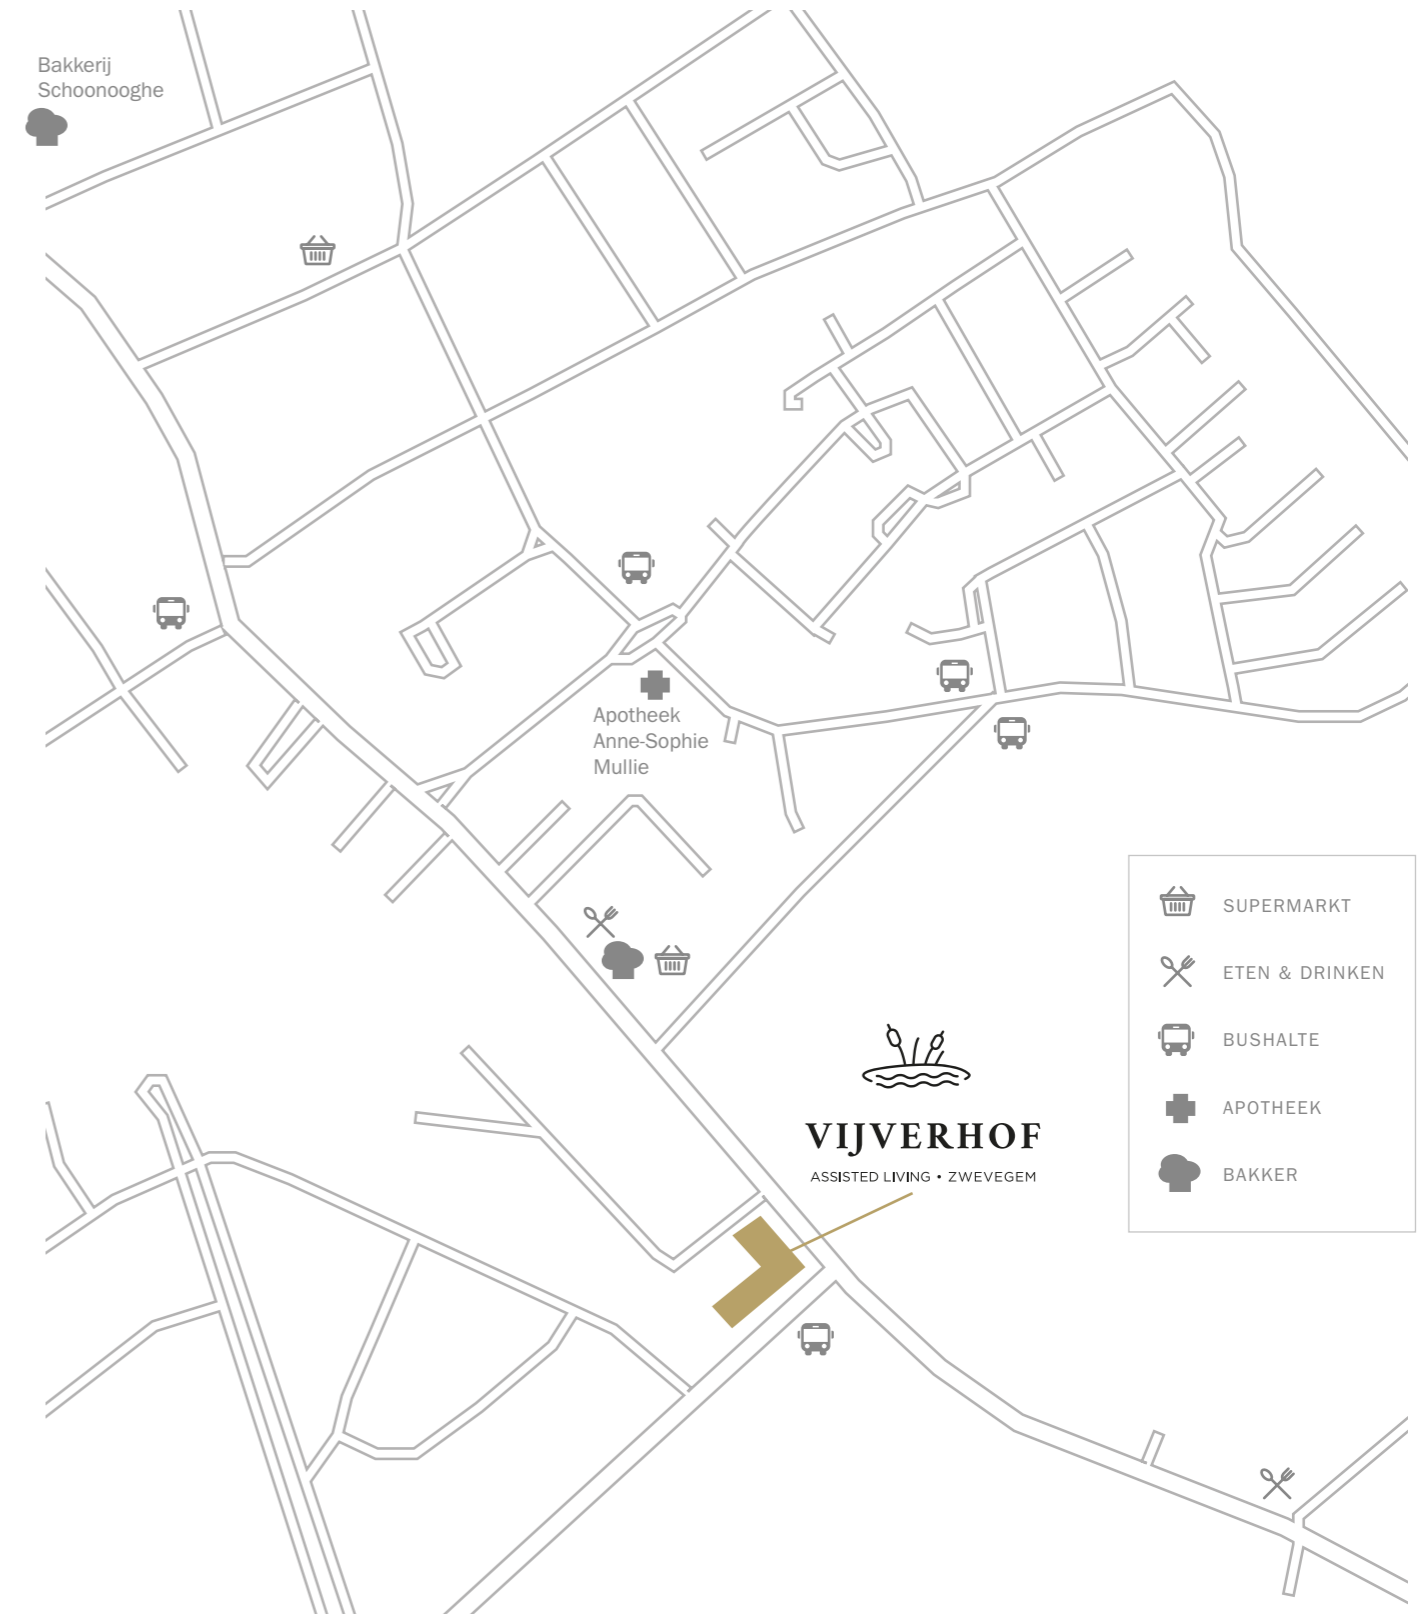 Bakkerij
Schoonooghe
Apotheek
Anne-Sophie
Mullie
VIJVERHOF
ASSISTED LIVING • ZWEVEGEM
SUPERMARKT
ETEN & DRINKEN
BUSHALTE
APOTHEEK
BAKKER